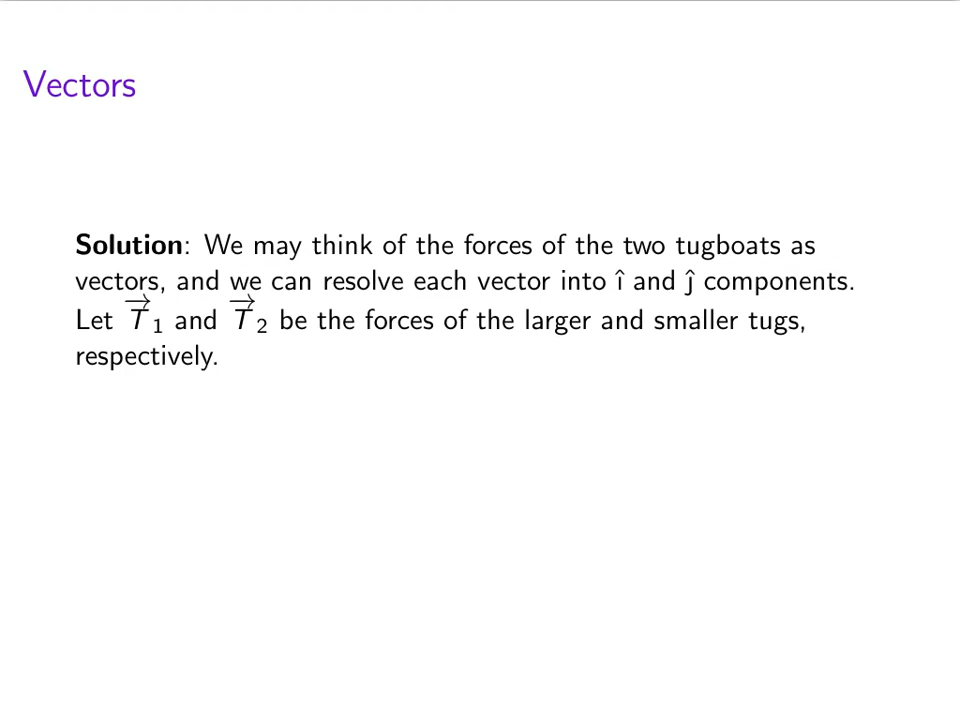 Vectors
Solution: We may think of the forces of the two tugboats as
vectors, and we can resolve each vector into î and ĵ components.
Let T⃗₁ and T⃗₂ be the forces of the larger and smaller tugs,
respectively.